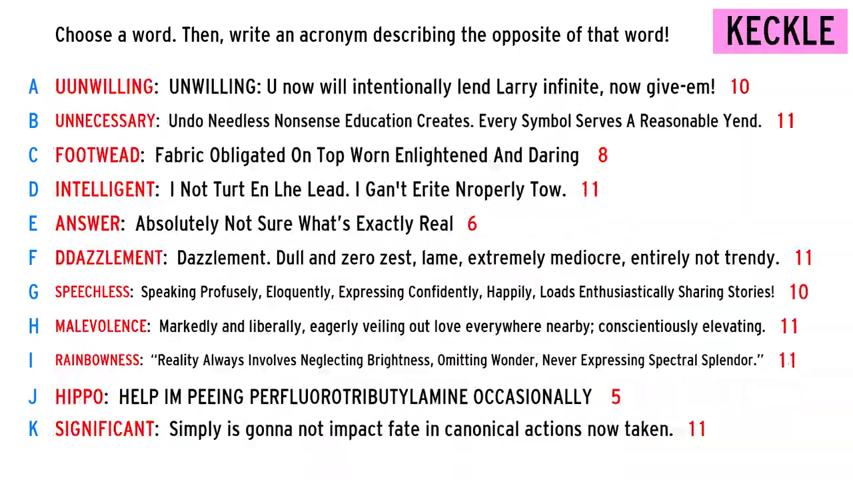 Choose a word. Then, write an acronym describing the opposite of that word!
KECKLE
A UUNWILLING: UNWILLING: U now will intentionally lend Larry infinite, now give-em! 10
B UNNECESSARY: Undo Needless Nonsense Education Creates. Every Symbol Serves A Reasonable Yend. 11
C FOOTWEAD: Fabric Obligated On Top Worn Enlightened And Daring 8
D INTELLIGENT: I Not Turt En Lhe Lead. I Gan't Erite Nroperly Tow. 11
E ANSWER: Absolutely Not Sure What's Exactly Real 6
F DDAZZLEMENT: Dazzlement. Dull and zero zest, lame, extremely mediocre, entirely not trendy. 11
G SPEECHLESS: Speaking Profusely, Eloquently, Expressing Confidently, Happily, Loads Enthusiastically Sharing Stories! 10
H MALEVOLENCE: Markedly and liberally, eagerly veiling out love everywhere nearby; conscientiously elevating. 11
I RAINBOWNESS: “Reality Always Involves Neglecting Brightness, Omitting Wonder, Never Expressing Spectral Splendor.” 11
J HIPPO: HELP IM PEEING PERFLUOROTRIBUTYLAMINE OCCASIONALLY 5
K SIGNIFICANT: Simply is gonna not impact fate in canonical actions now taken. 11